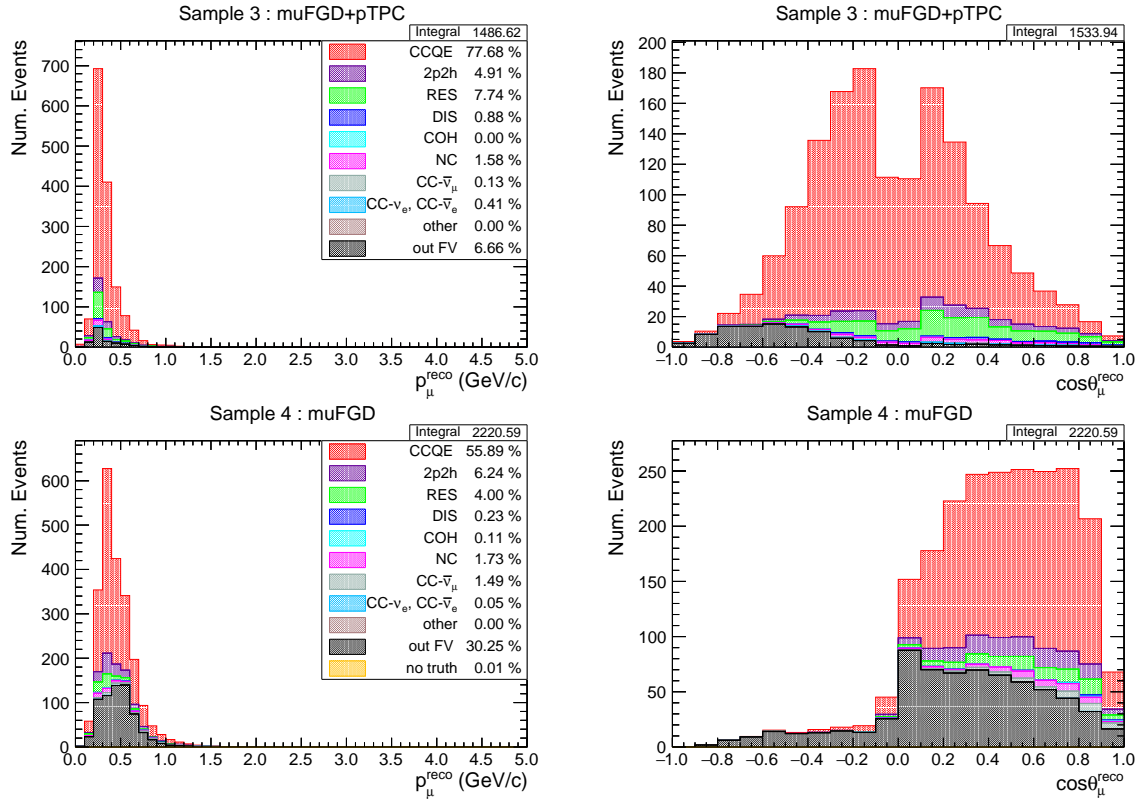 Sample 3 : muFGD+pTPC
Integral 1486.62
CCQE 77.68 %
2p2h 4.91 %
RES 7.74 %
DIS 0.88 %
COH 0.00 %
NC 1.58 %
CC-ν̅μ 0.13 %
CC-νe, CC-ν̅e 0.41 %
other 0.00 %
out FV 6.66 %
Num. Events
0 100 200 300 400 500 600 700
0.0 0.5 1.0 1.5 2.0 2.5 3.0 3.5 4.0 4.5 5.0
pμ^reco (GeV/c)
Sample 3 : muFGD+pTPC
Integral 1533.94
Num. Events
0 20 40 60 80 100 120 140 160 180 200
−1.0 −0.8 −0.6 −0.4 −0.2 0.0 0.2 0.4 0.6 0.8 1.0
cosθμ^reco
Sample 4 : muFGD
Integral 2220.59
CCQE 55.89 %
2p2h 6.24 %
RES 4.00 %
DIS 0.23 %
COH 0.11 %
NC 1.73 %
CC-ν̅μ 1.49 %
CC-νe, CC-ν̅e 0.05 %
other 0.00 %
out FV 30.25 %
no truth 0.01 %
Num. Events
0 100 200 300 400 500 600
0.0 0.5 1.0 1.5 2.0 2.5 3.0 3.5 4.0 4.5 5.0
pμ^reco (GeV/c)
Sample 4 : muFGD
Integral 2220.59
Num. Events
0 50 100 150 200 250
−1.0 −0.8 −0.6 −0.4 −0.2 0.0 0.2 0.4 0.6 0.8 1.0
cosθμ^reco